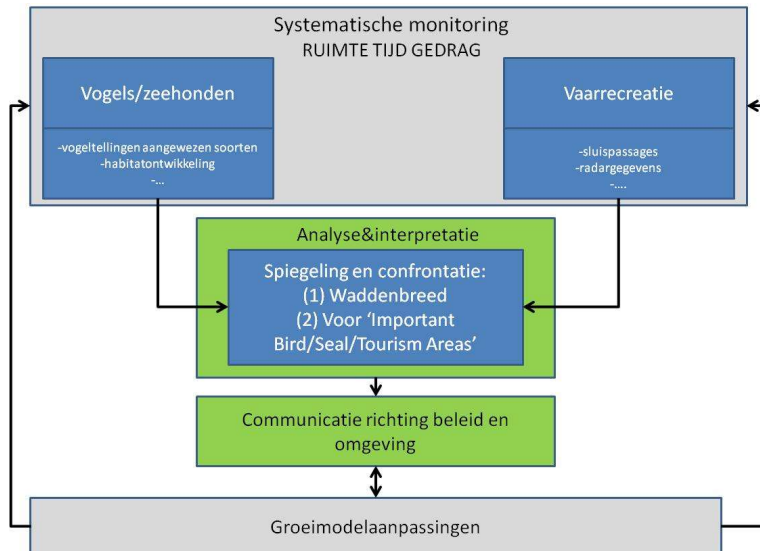 Systematische monitoring
RUIMTE TIJD GEDRAG
Vogels/zeehonden
-vogeltellingen aangewezen soorten
-habitatontwikkeling
-...
Vaarrecreatie
-sluispassages
-radargegevens
-....
Analyse&interpretatie
Spiegeling en confrontatie:
(1) Waddenbreed
(2) Voor ‘Important
Bird/Seal/Tourism Areas’
Communicatie richting beleid en
omgeving
Groeimodelaanpassingen